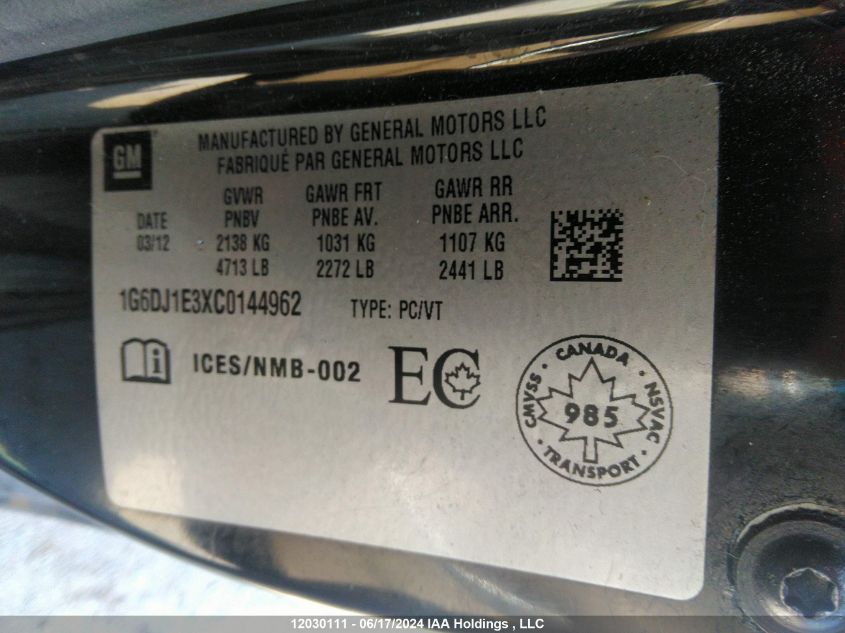 GM
MANUFACTURED BY GENERAL MOTORS LLC
FABRIQUÉ PAR GENERAL MOTORS LLC
GVWR GAWR FRT GAWR RR
DATE PNBV PNBE AV. PNBE ARR.
03/12 2138 KG 1031 KG 1107 KG
4713 LB 2272 LB 2441 LB
1G6DJ1E3XC0144962 TYPE: PC/VT
i ICES/NMB-002 EC
CANADA
CMVSS 985 NSVAC
TRANSPORT
12030111 - 06/17/2024 IAA Holdings , LLC